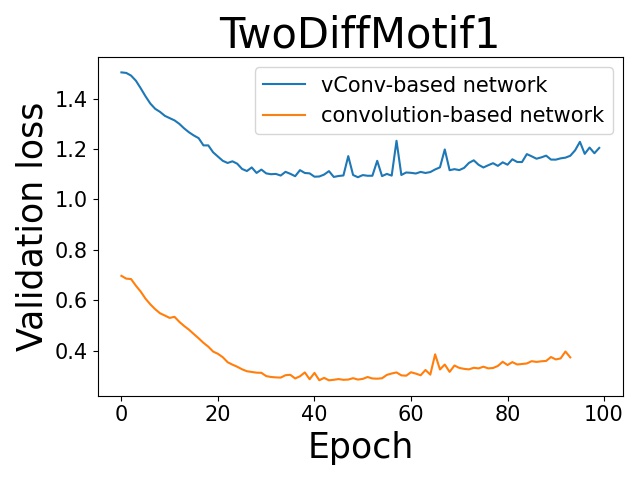 TwoDiffMotif1
vConv-based network
convolution-based network
Validation loss
1.4
1.2
1.0
0.8
0.6
0.4
0 20 40 60 80 100
Epoch